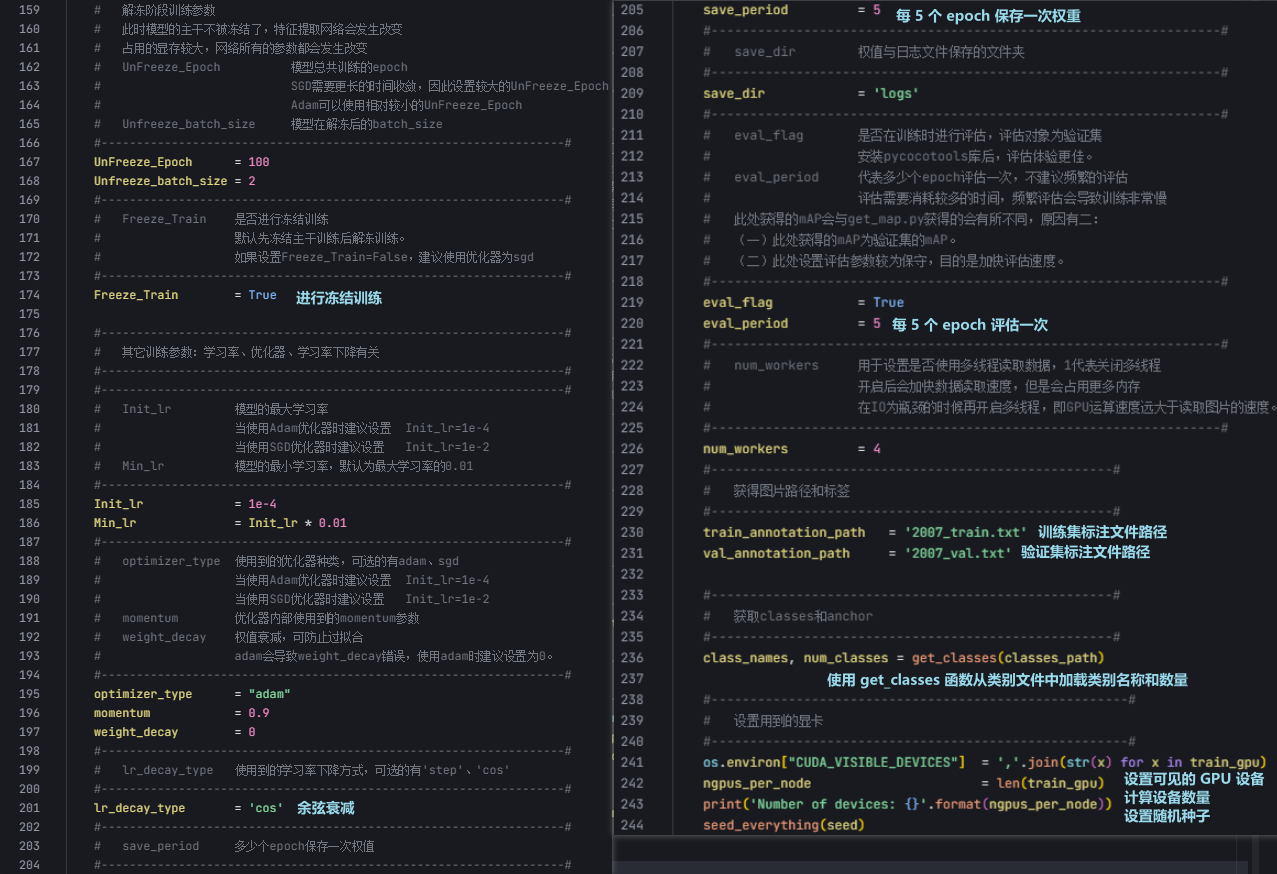 159 #   解冻阶段训练参数
160 #   此时模型的主干不被冻结了，特征提取网络会发生改变
161 #   占用的显存较大，网络所有的参数都会发生改变
162 #   UnFreeze_Epoch          模型总共训练的epoch
163 #                           SGD需要更长的时间收敛，因此设置较大的UnFreeze_Epoch
164 #                           Adam可以使用相对较小的UnFreeze_Epoch
165 #   Unfreeze_batch_size     模型在解冻后的batch_size
166 #------------------------------------------------------------------#
167 UnFreeze_Epoch      = 100
168 Unfreeze_batch_size = 2
169 #------------------------------------------------------------------#
170 #   Freeze_Train    是否进行冻结训练
171 #                   默认先冻结主干训练后解冻训练。
172 #                   如果设置Freeze_Train=False，建议使用优化器为sgd
173 #------------------------------------------------------------------#
174 Freeze_Train        = True   进行冻结训练
175
176 #------------------------------------------------------------------#
177 #   其它训练参数：学习率、优化器、学习率下降有关
178 #------------------------------------------------------------------#
179 #------------------------------------------------------------------#
180 #   Init_lr         模型的最大学习率
181 #                   当使用Adam优化器时建议设置  Init_lr=1e-4
182 #                   当使用SGD优化器时建议设置   Init_lr=1e-2
183 #   Min_lr          模型的最小学习率，默认为最大学习率的0.01
184 #------------------------------------------------------------------#
185 Init_lr             = 1e-4
186 Min_lr              = Init_lr * 0.01
187 #------------------------------------------------------------------#
188 #   optimizer_type  使用到的优化器种类，可选的有adam、sgd
189 #                   当使用Adam优化器时建议设置  Init_lr=1e-4
190 #                   当使用SGD优化器时建议设置   Init_lr=1e-2
191 #   momentum        优化器内部使用到的momentum参数
192 #   weight_decay    权值衰减，可防止过拟合
193 #                   adam会导致weight_decay错误，使用adam时建议设置为0。
194 #------------------------------------------------------------------#
195 optimizer_type      = "adam"
196 momentum            = 0.9
197 weight_decay        = 0
198 #------------------------------------------------------------------#
199 #   lr_decay_type   使用到的学习率下降方式，可选的有'step'、'cos'
200 #------------------------------------------------------------------#
201 lr_decay_type       = 'cos'  余弦衰减
202 #------------------------------------------------------------------#
203 #   save_period     多少个epoch保存一次权值
204 #------------------------------------------------------------------#
205 save_period         = 5  每 5 个 epoch 保存一次权重
206 #------------------------------------------------------------------#
207 #   save_dir        权值与日志文件保存的文件夹
208 #------------------------------------------------------------------#
209 save_dir            = 'logs'
210 #------------------------------------------------------------------#
211 #   eval_flag       是否在训练时进行评估，评估对象为验证集
212 #                   安装pycocotools库后，评估体验更佳。
213 #   eval_period     代表多少个epoch评估一次，不建议频繁的评估
214 #                   评估需要消耗较多的时间，频繁评估会导致训练非常慢
215 #   此处获得的mAP会与get_map.py获得的会有所不同，原因有二：
216 #   （一）此处获得的mAP为验证集的mAP。
217 #   （二）此处设置评估参数较为保守，目的是加快评估速度。
218 #------------------------------------------------------------------#
219 eval_flag           = True
220 eval_period         = 5  每 5 个 epoch 评估一次
221 #------------------------------------------------------------------#
222 #   num_workers     用于设置是否使用多线程读取数据，1代表关闭多线程
223 #                   开启后会加快数据读取速度，但是会占用更多内存
224 #                   在IO为瓶颈的时候再开启多线程，即GPU运算速度远大于读取图片的速度。
225 #------------------------------------------------------------------#
226 num_workers         = 4
227 #----------------------------------------------------#
228 #   获得图片路径和标签
229 #----------------------------------------------------#
230 train_annotation_path   = '2007_train.txt'  训练集标注文件路径
231 val_annotation_path     = '2007_val.txt'  验证集标注文件路径
232
233 #----------------------------------------------------#
234 #   获取classes和anchor
235 #----------------------------------------------------#
236 class_names, num_classes = get_classes(classes_path)
237 使用 get_classes 函数从类别文件中加载类别名称和数量
238 #------------------------------------------------------#
239 #   设置用到的显卡
240 #------------------------------------------------------#
241 os.environ["CUDA_VISIBLE_DEVICES"]  = ','.join(str(x) for x in train_gpu)
242 ngpus_per_node                      = len(train_gpu)  设置可见的 GPU 设备
243 print('Number of devices: {}'.format(ngpus_per_node))  计算设备数量
244 seed_everything(seed)  设置随机种子